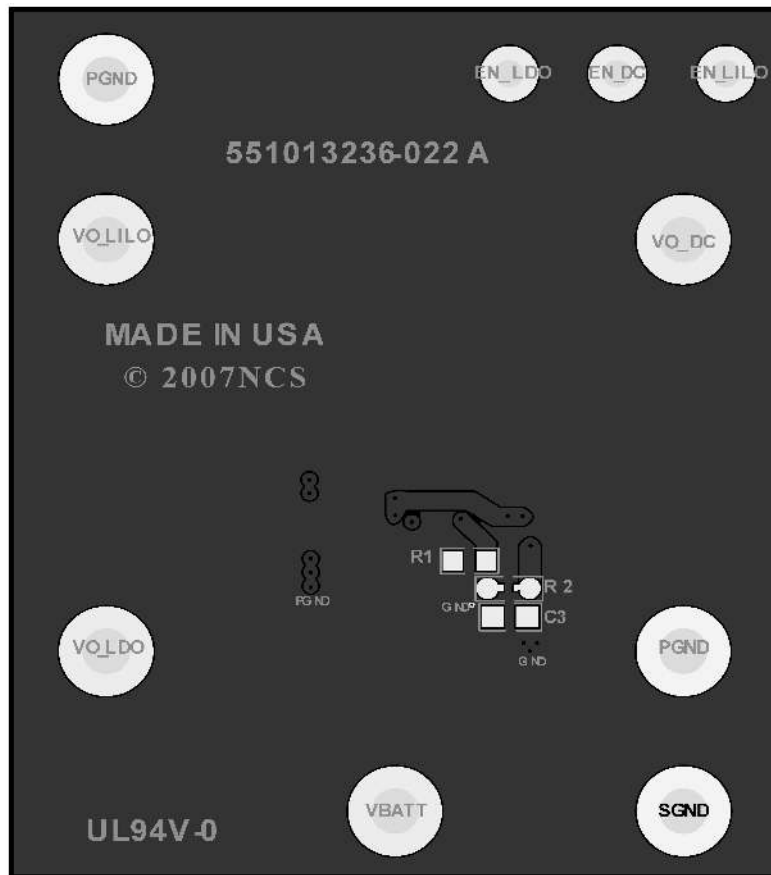 PGND
EN_LDO
EN_DC
EN_LILO
551013236-022 A
VO_LILO
VO_DC
MADE IN USA
© 2007NCS
R1
PGND
R 2
GND
C3
GND
VO_LDO
PGND
VBATT
SGND
UL94V-0